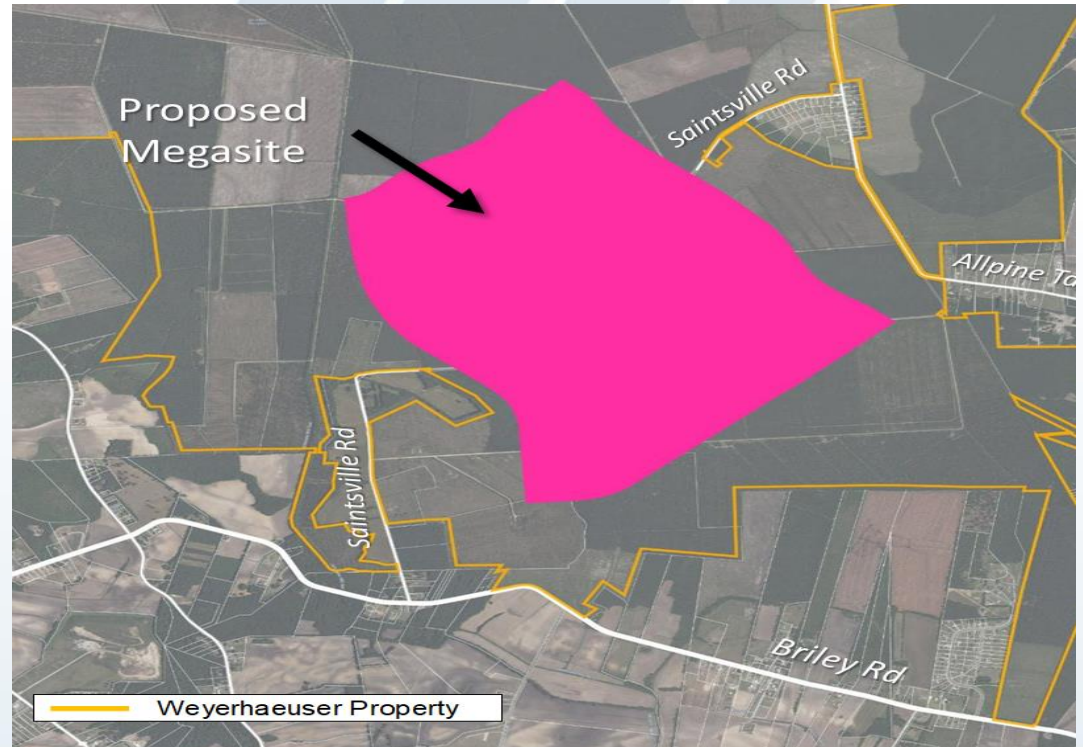 Proposed
Megasite
Saintsville Rd
Allpine Ta
Saintsville Rd
Briley Rd
Weyerhaeuser Property